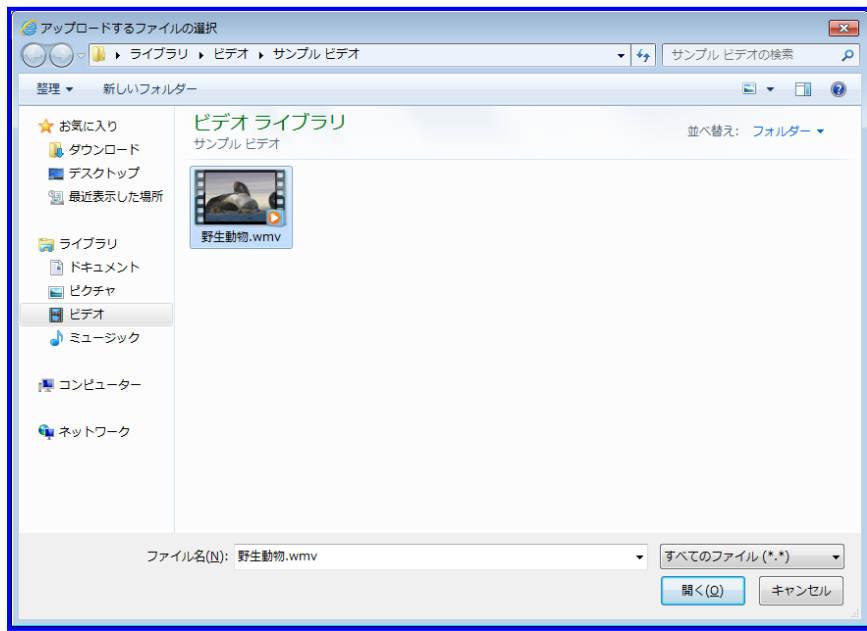 アップロードするファイルの選択
ライブラリ ビデオ サンプル ビデオ
サンプル ビデオの検索
整理 新しいフォルダー
お気に入り
ダウンロード
デスクトップ
最近表示した場所
ライブラリ
ドキュメント
ピクチャ
ビデオ
ミュージック
コンピューター
ネットワーク
ビデオ ライブラリ
サンプル ビデオ
並べ替え: フォルダー
野生動物.wmv
ファイル名(N): 野生動物.wmv
すべてのファイル (*.*)
開く(O) キャンセル